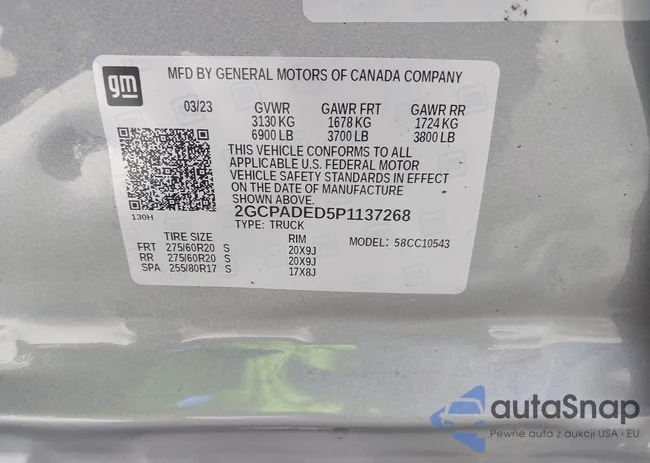 gm
MFD BY GENERAL MOTORS OF CANADA COMPANY
03/23 GVWR GAWR FRT GAWR RR
3130 KG 1678 KG 1724 KG
6900 LB 3700 LB 3800 LB
THIS VEHICLE CONFORMS TO ALL
APPLICABLE U.S. FEDERAL MOTOR
VEHICLE SAFETY STANDARDS IN EFFECT
ON THE DATE OF MANUFACTURE
SHOWN ABOVE.
130H
2GCPADED5P1137268
TYPE: TRUCK
TIRE SIZE RIM MODEL: 58CC10543
FRT 275/60R20 S 20X9J
RR 275/60R20 S 20X9J
SPA 255/80R17 S 17X8J
autaSnap
Pewne auta z aukcji USA i EU